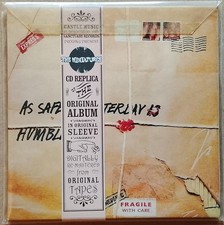 CASTLE MUSIC
SANCTUARY RECORDS
EXPRESS
THE MINIATURES
CD REPLICA
OF THE
ORIGINAL
ALBUM
IN ORIGINAL
SLEEVE
DIGITALLY
from
ORIGINAL
TAPES
AS SAFE
TERDAY IS
HUMBL
FRAGILE
WITH CARE